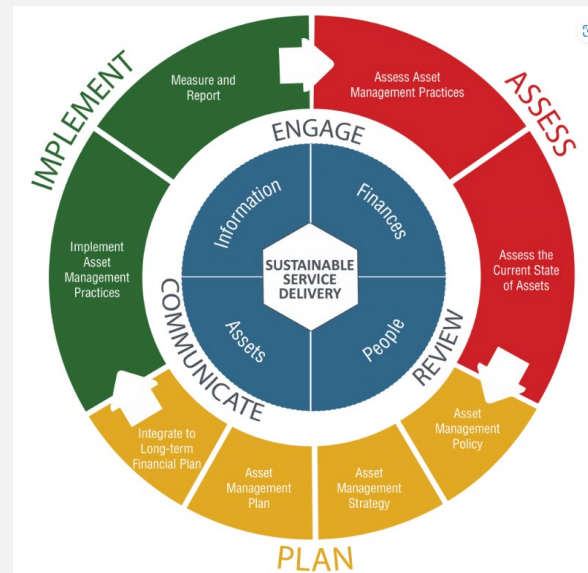 IMPLEMENT
ASSESS
PLAN
Measure and
Report
Assess Asset
Management Practices
Assess the
Current State
of Assets
Asset
Management
Policy
Asset
Management
Strategy
Asset
Management
Plan
Integrate to
Long-term
Financial Plan
Implement
Asset
Management
Practices
ENGAGE
REVIEW
COMMUNICATE
Information
Finances
People
Assets
SUSTAINABLE
SERVICE
DELIVERY